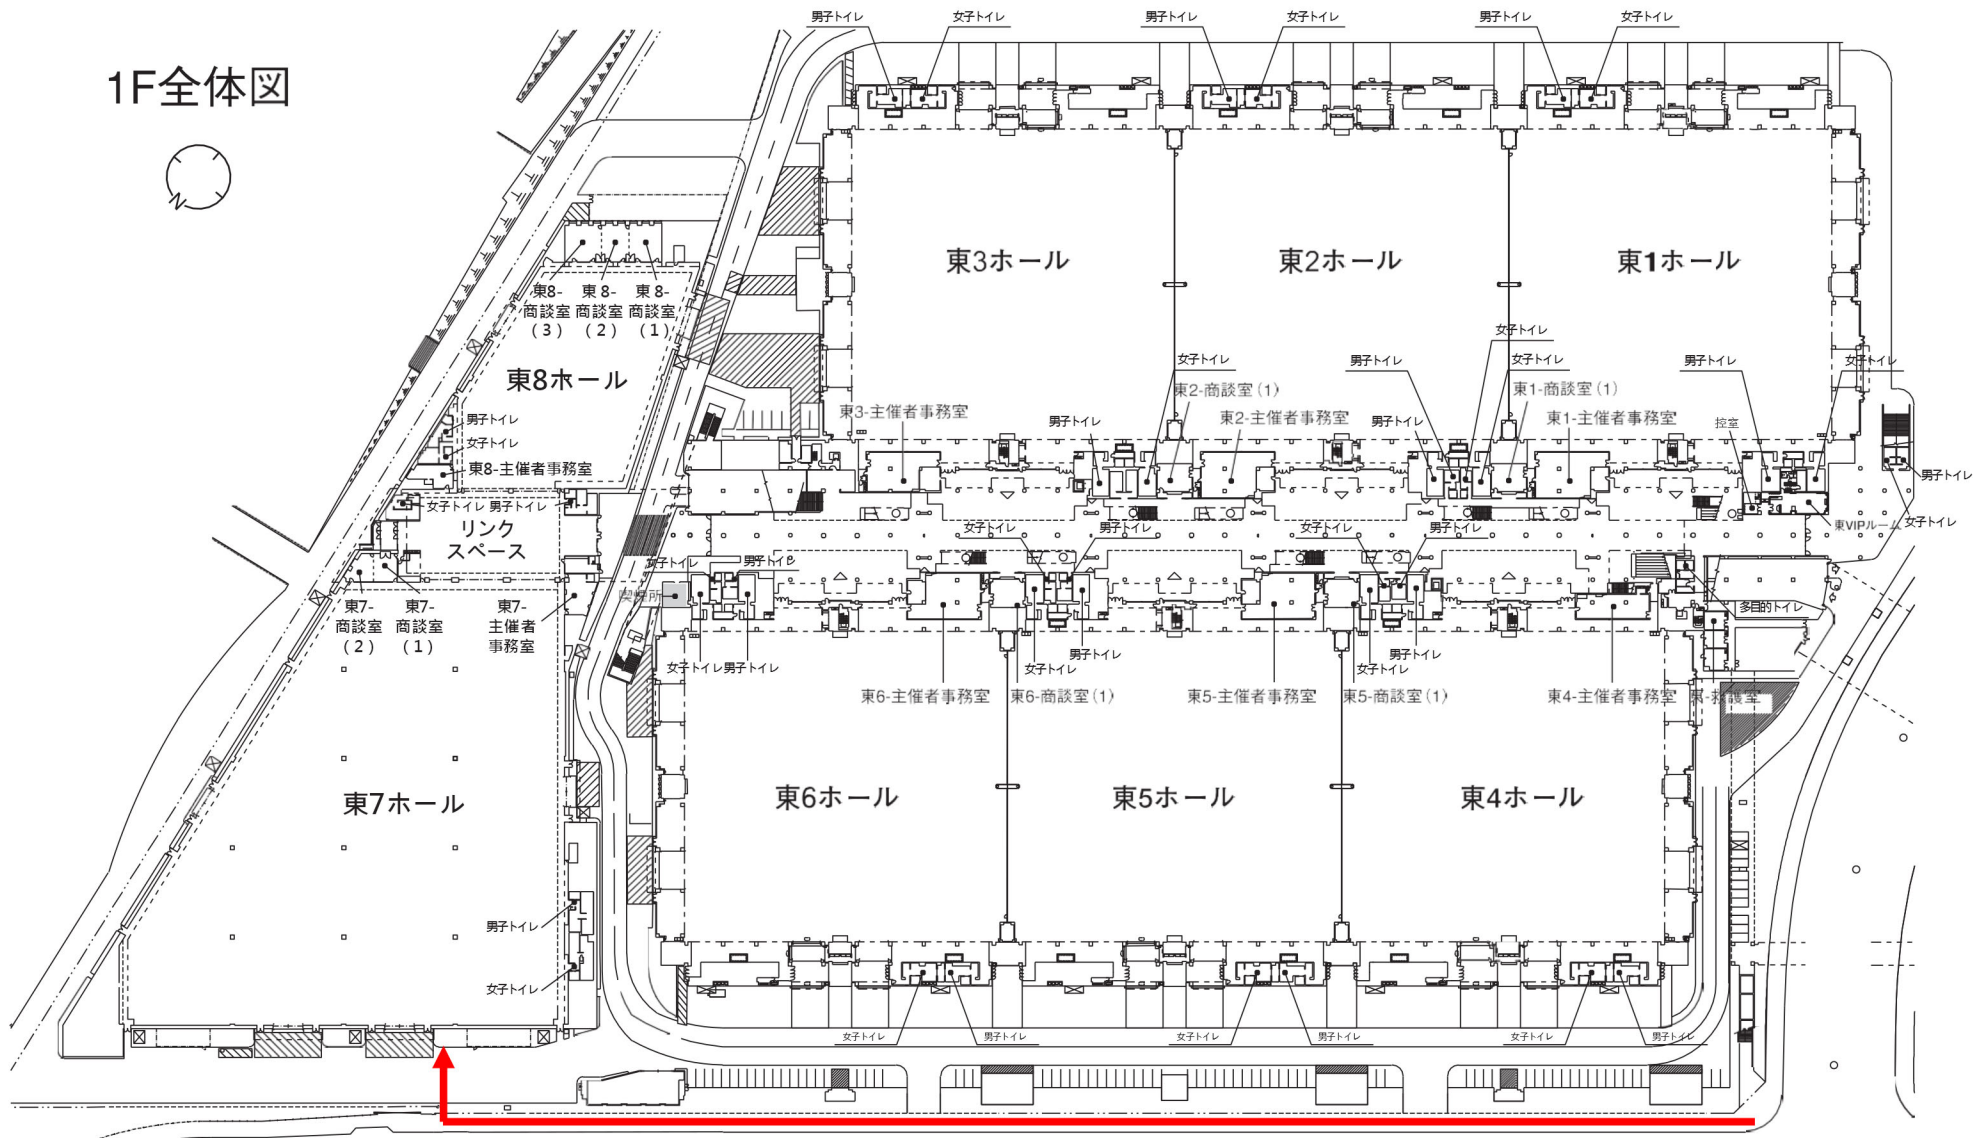 男子トイレ 女子トイレ 男子トイレ 女子トイレ 男子トイレ 女子トイレ
1F全体図
N
東3ホール 東2ホール 東1ホール
東8-
商談室
(3)
東8-
商談室
(2)
東8-
商談室
(1)
東8ホール
女子トイレ
女子トイレ 男子トイレ 女子トイレ 男子トイレ 女子トイレ
東2-商談室(1) 東1-商談室(1)
東3-主催者事務室 東2-主催者事務室 東1-主催者事務室
男子トイレ 男子トイレ 控室
男子トイレ
女子トイレ
東8-主催者事務室
男子トイレ
女子トイレ 男子トイレ
リンク
スペース
東VIPルーム 女子トイレ
女子トイレ 男子トイレ 女子トイレ 男子トイレ
女子トイレ 男子トイレ
喫煙所
東7-
商談室
(2)
東7-
商談室
(1)
東7-
主催者
事務室
多目的トイレ
女子トイレ 男子トイレ 女子トイレ 男子トイレ 女子トイレ 男子トイレ
東6-主催者事務室 東6-商談室(1) 東5-主催者事務室 東5-商談室(1) 東4-主催者事務室 東-救護室
東7ホール 東6ホール 東5ホール 東4ホール
男子トイレ
女子トイレ
女子トイレ 男子トイレ 女子トイレ 男子トイレ 女子トイレ 男子トイレ